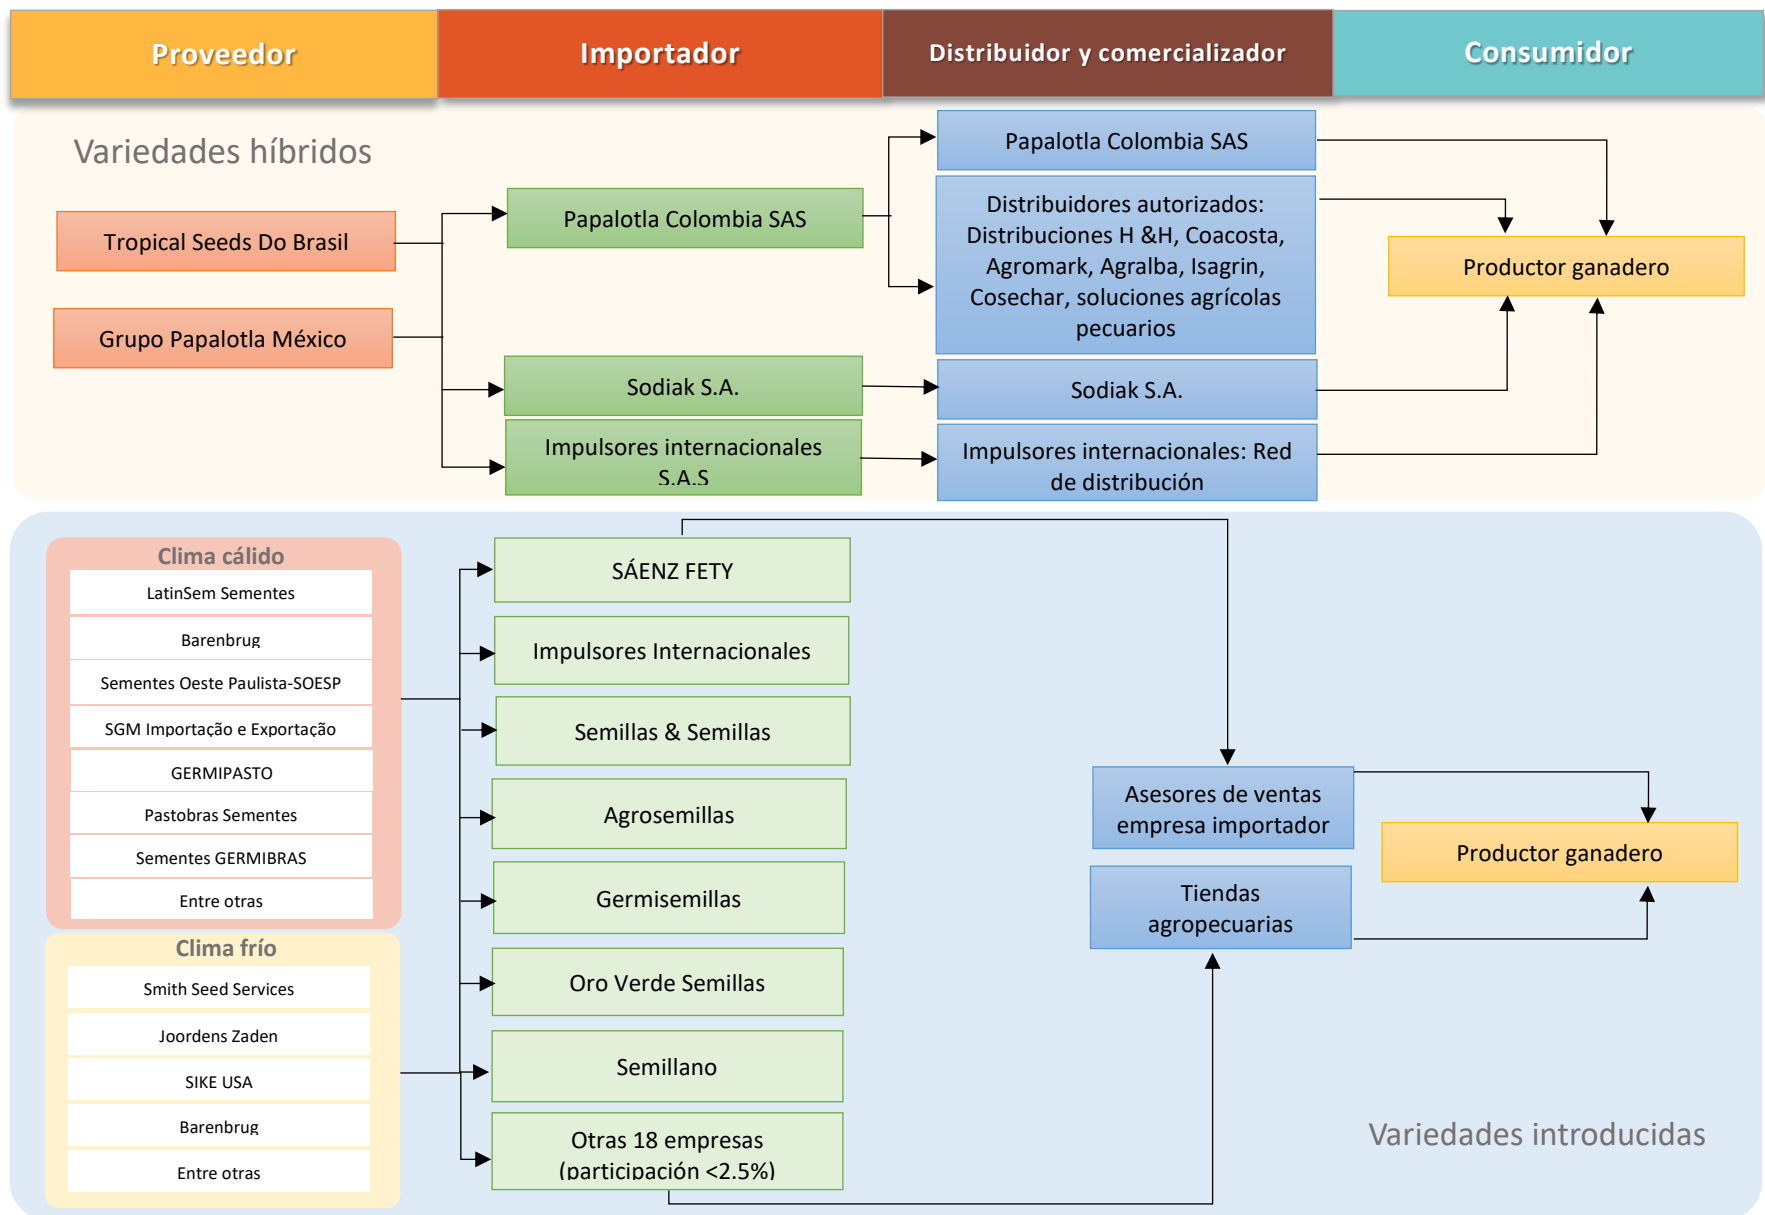 Proveedor
Importador
Distribuidor y comercializador
Consumidor
Variedades híbridos
Tropical Seeds Do Brasil
Grupo Papalotla México
Papalotla Colombia SAS
Sodiak S.A.
Impulsores internacionales
S.A.S
Papalotla Colombia SAS
Distribuidores autorizados:
Distribuciones H &H, Coacosta,
Agromark, Agralba, Isagrin,
Cosechar, soluciones agrícolas
pecuarios
Sodiak S.A.
Impulsores internacionales: Red
de distribución
Productor ganadero
Clima cálido
LatinSem Sementes
Barenbrug
Sementes Oeste Paulista-SOESP
SGM Importação e Exportação
GERMIPASTO
Pastobras Sementes
Sementes GERMIBRAS
Entre otras
Clima frío
Smith Seed Services
Joordens Zaden
SIKE USA
Barenbrug
Entre otras
SÁENZ FETY
Impulsores Internacionales
Semillas & Semillas
Agrosemillas
Germisemillas
Oro Verde Semillas
Semillano
Otras 18 empresas
(participación <2.5%)
Asesores de ventas
empresa importador
Tiendas
agropecuarias
Productor ganadero
Variedades introducidas